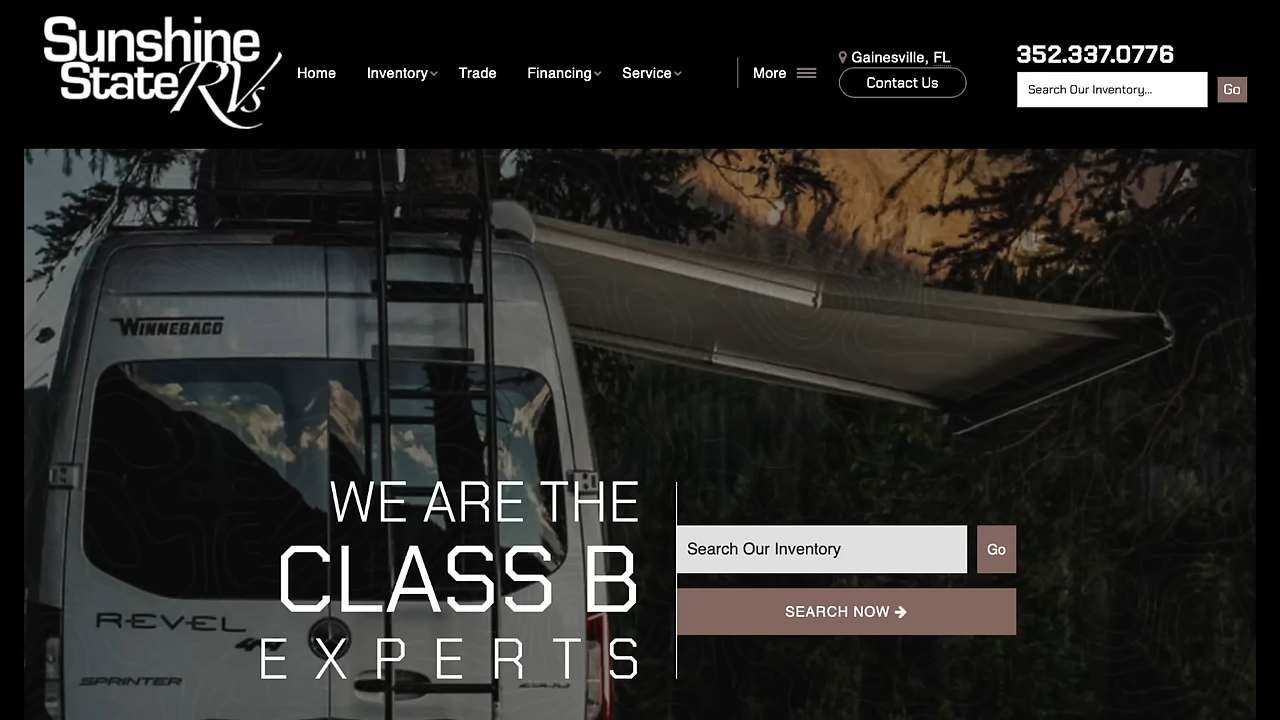 Sunshine
State RVs
Home
Inventory
Trade
Financing
Service
More
Gainesville, FL
Contact Us
352.337.0776
Search Our Inventory...
Go
WINNEBAGO
WE ARE THE
CLASS B
EXPERTS
Search Our Inventory
Go
SEARCH NOW
REVEL
SPRINTER